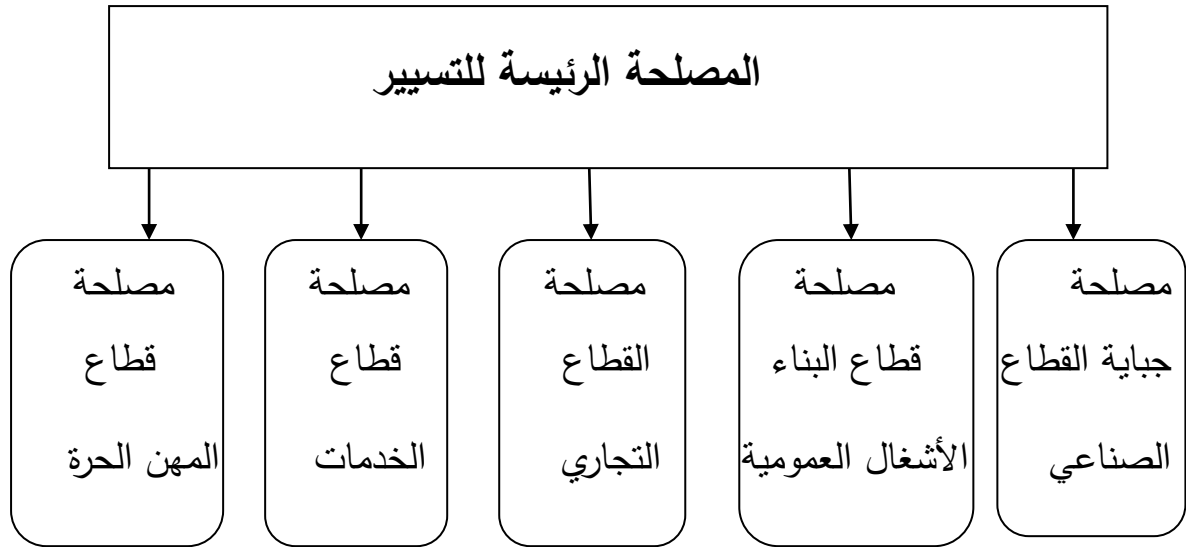 المصلحة الرئيسة للتسيير
مصلحة
جباية القطاع
الصناعي
مصلحة
قطاع البناء
الأشغال العمومية
مصلحة
القطاع
التجاري
مصلحة
قطاع
الخدمات
مصلحة
قطاع
المهن الحرة